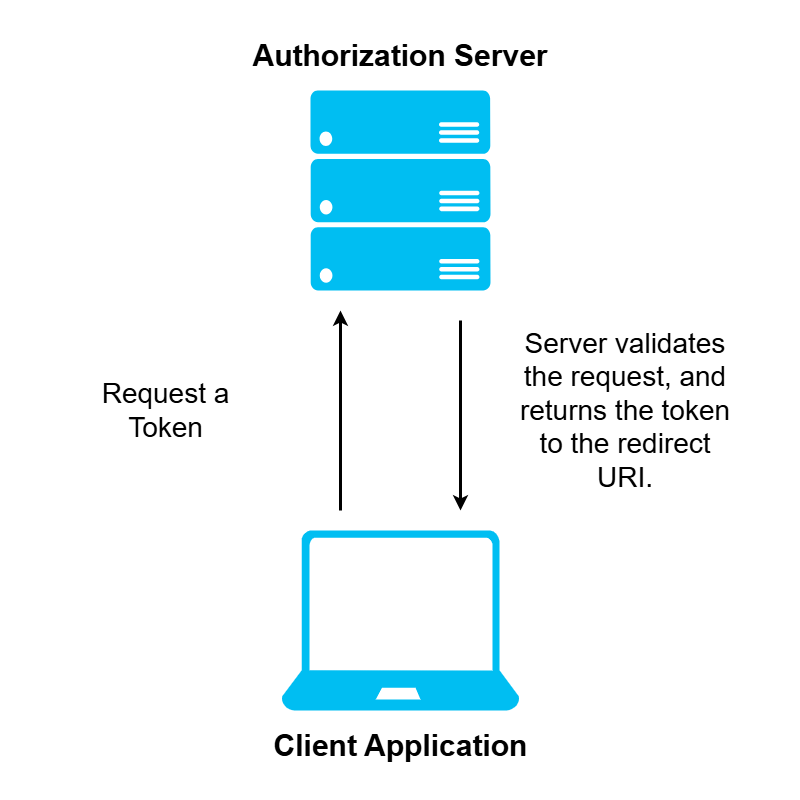 Authorization Server
Request a
Token
Server validates
the request, and
returns the token
to the redirect
URI.
Client Application